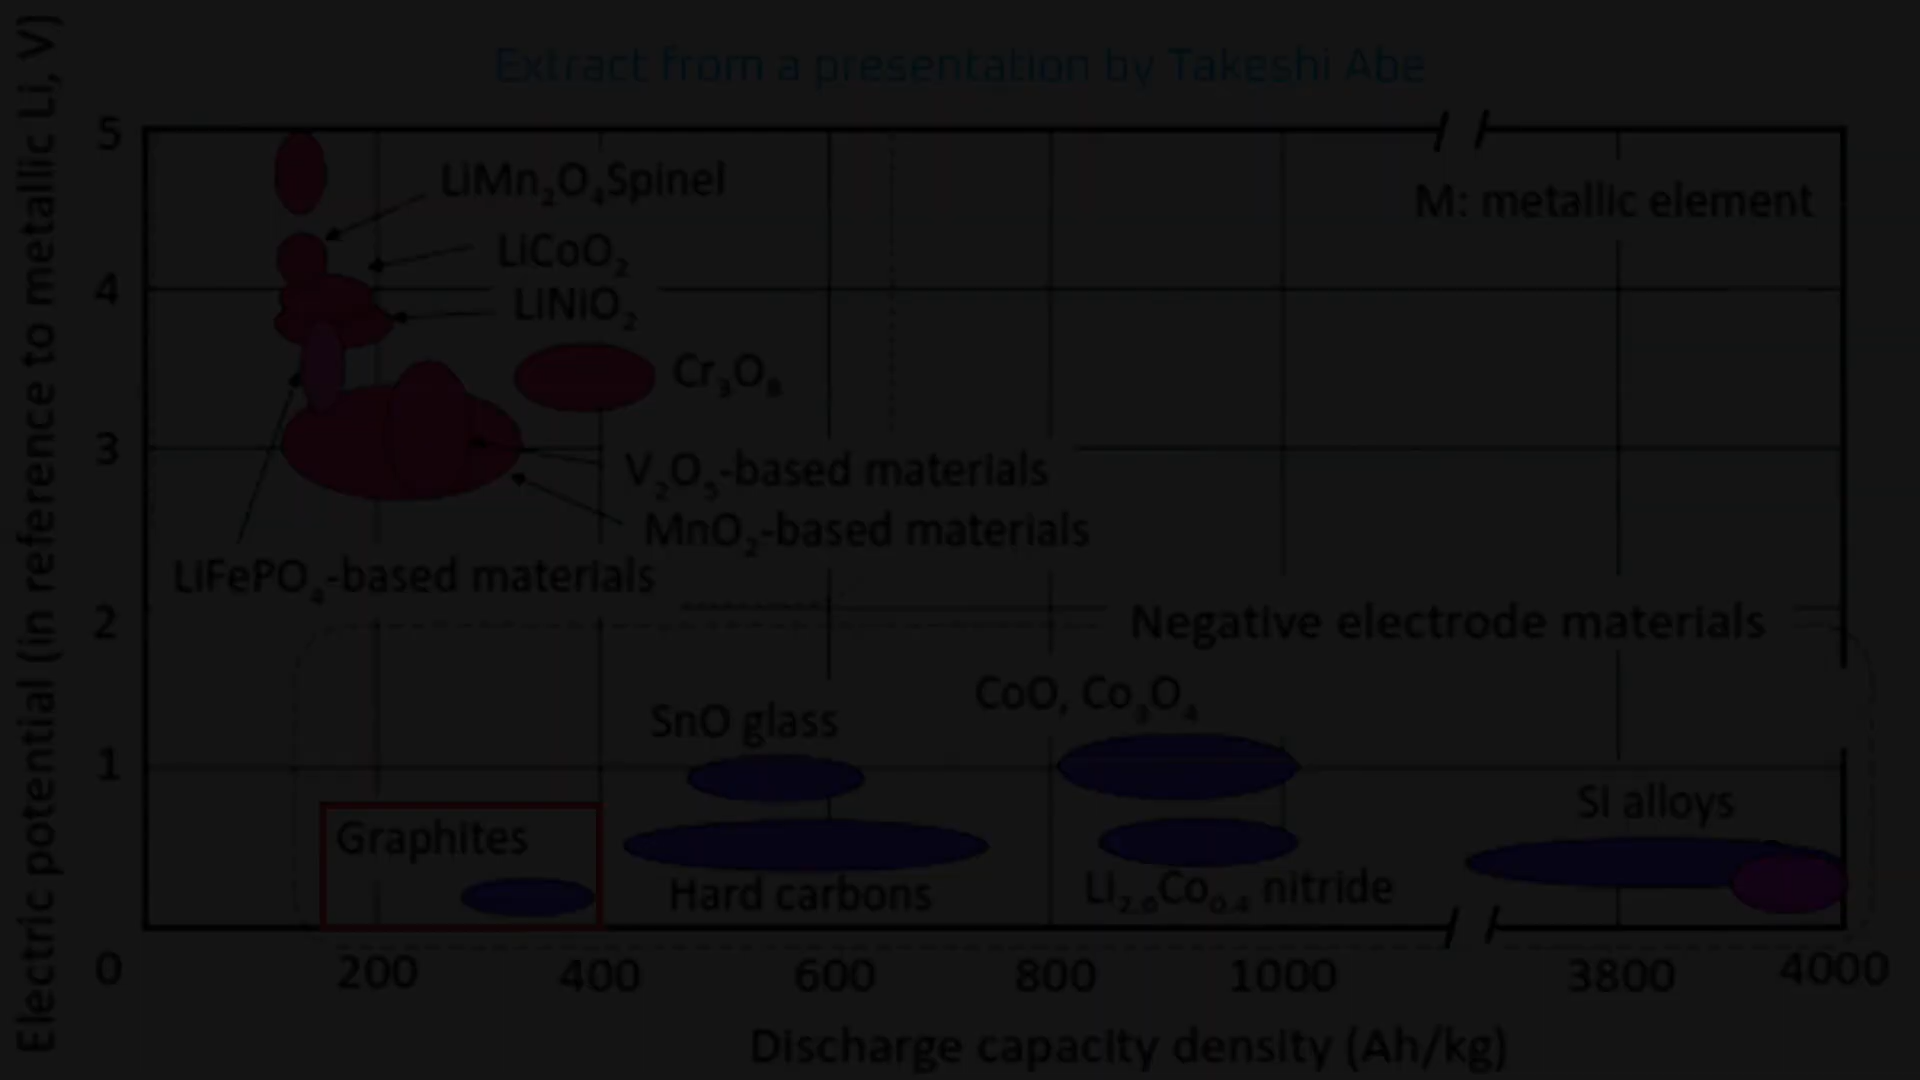 Extract from a presentation by Takeshi Abe
Electric potential (in reference to metallic Li, V)
5
LiMn₂O₄Spinel
M: metallic element
LiCoO₂
4
LiNiO₂
Cr₃O₈
3
V₂O₅-based materials
MnO₂-based materials
LiFePO₄-based materials
2
Negative electrode materials
CoO, Co₃O₄
SnO glass
1
Si alloys
Graphites
Hard carbons
Li₂.₆Co₀.₄ nitride
0
200
400
600
800
1000
3800
4000
Discharge capacity density (Ah/kg)